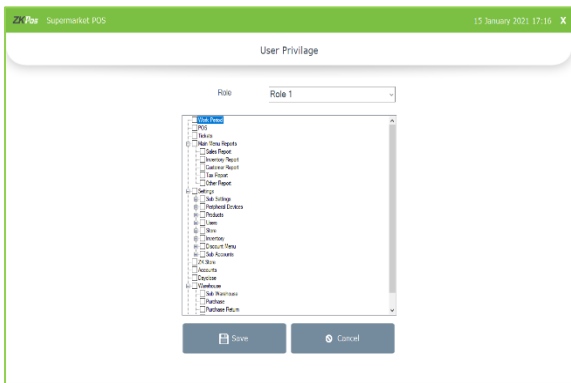 ZKPos Supermarket POS 15 January 2021 17:16 X
User Privilage
Role Role 1
Work Period
POS
Tickets
Main Menu Reports
Sales Report
Inventory Report
Customer Report
Tax Report
Other Report
Settings
Sub Settings
Peripheral Devices
Products
Users
Store
Inventory
Discount Menu
Sub Accounts
ZK Store
Accounts
Dayclose
Warehouse
Sub Warehouse
Purchase
Purchase Return
Save Cancel